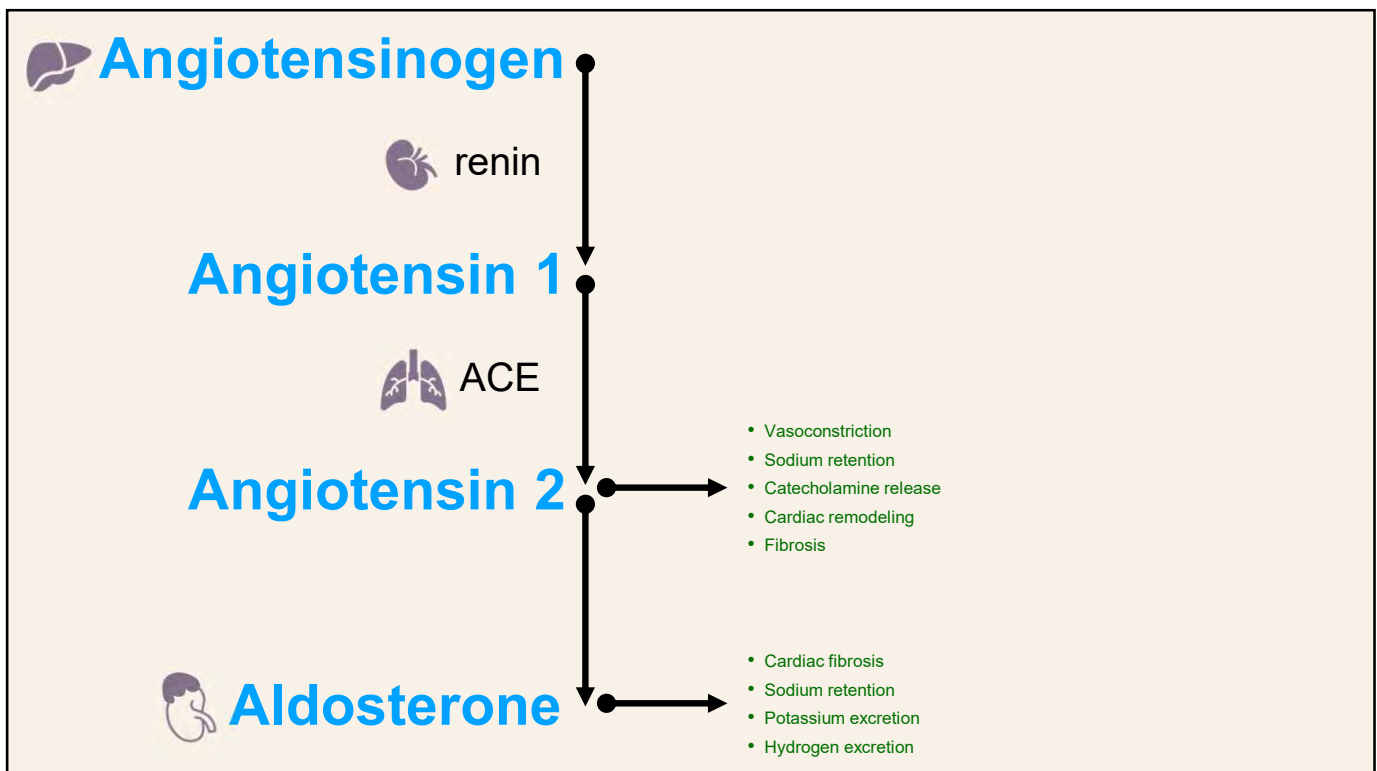 Angiotensinogen
renin
Angiotensin 1
ACE
Angiotensin 2
• Vasoconstriction
• Sodium retention
• Catecholamine release
• Cardiac remodeling
• Fibrosis
Aldosterone
• Cardiac fibrosis
• Sodium retention
• Potassium excretion
• Hydrogen excretion